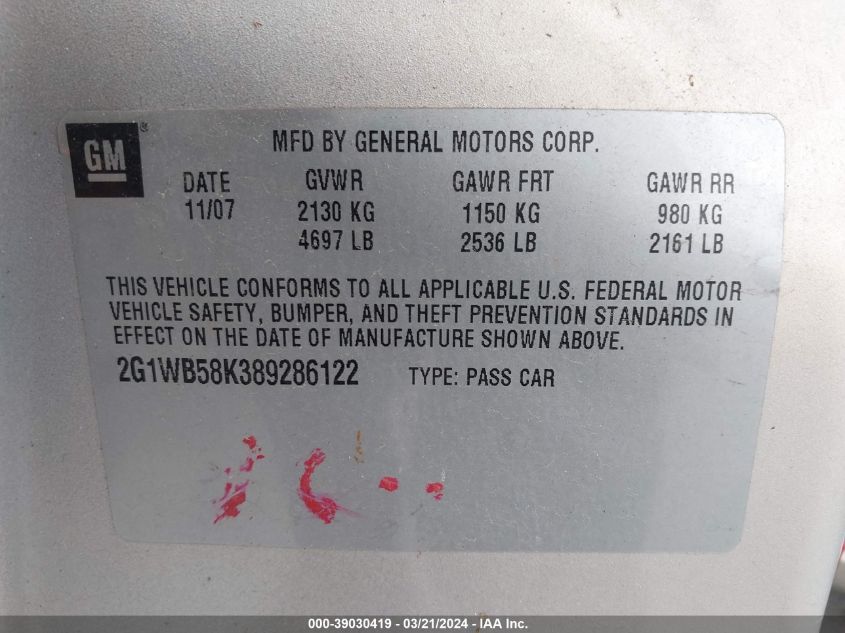 GM ®
MFD BY GENERAL MOTORS CORP.
DATE GVWR GAWR FRT GAWR RR
11/07 2130 KG 1150 KG 980 KG
4697 LB 2536 LB 2161 LB
THIS VEHICLE CONFORMS TO ALL APPLICABLE U.S. FEDERAL MOTOR
VEHICLE SAFETY, BUMPER, AND THEFT PREVENTION STANDARDS IN
EFFECT ON THE DATE OF MANUFACTURE SHOWN ABOVE.
2G1WB58K389286122 TYPE: PASS CAR
000-39030419 - 03/21/2024 - IAA Inc.